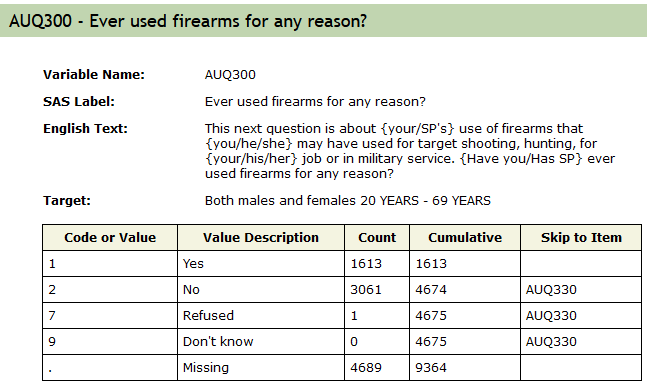 AUQ300 - Ever used firearms for any reason?
Variable Name: AUQ300
SAS Label: Ever used firearms for any reason?
English Text: This next question is about {your/SP's} use of firearms that
{you/he/she} may have used for target shooting, hunting, for
{your/his/her} job or in military service. {Have you/Has SP} ever
used firearms for any reason?
Target: Both males and females 20 YEARS - 69 YEARS
Code or Value Value Description Count Cumulative Skip to Item
1 Yes 1613 1613
2 No 3061 4674 AUQ330
7 Refused 1 4675 AUQ330
9 Don't know 0 4675 AUQ330
. Missing 4689 9364